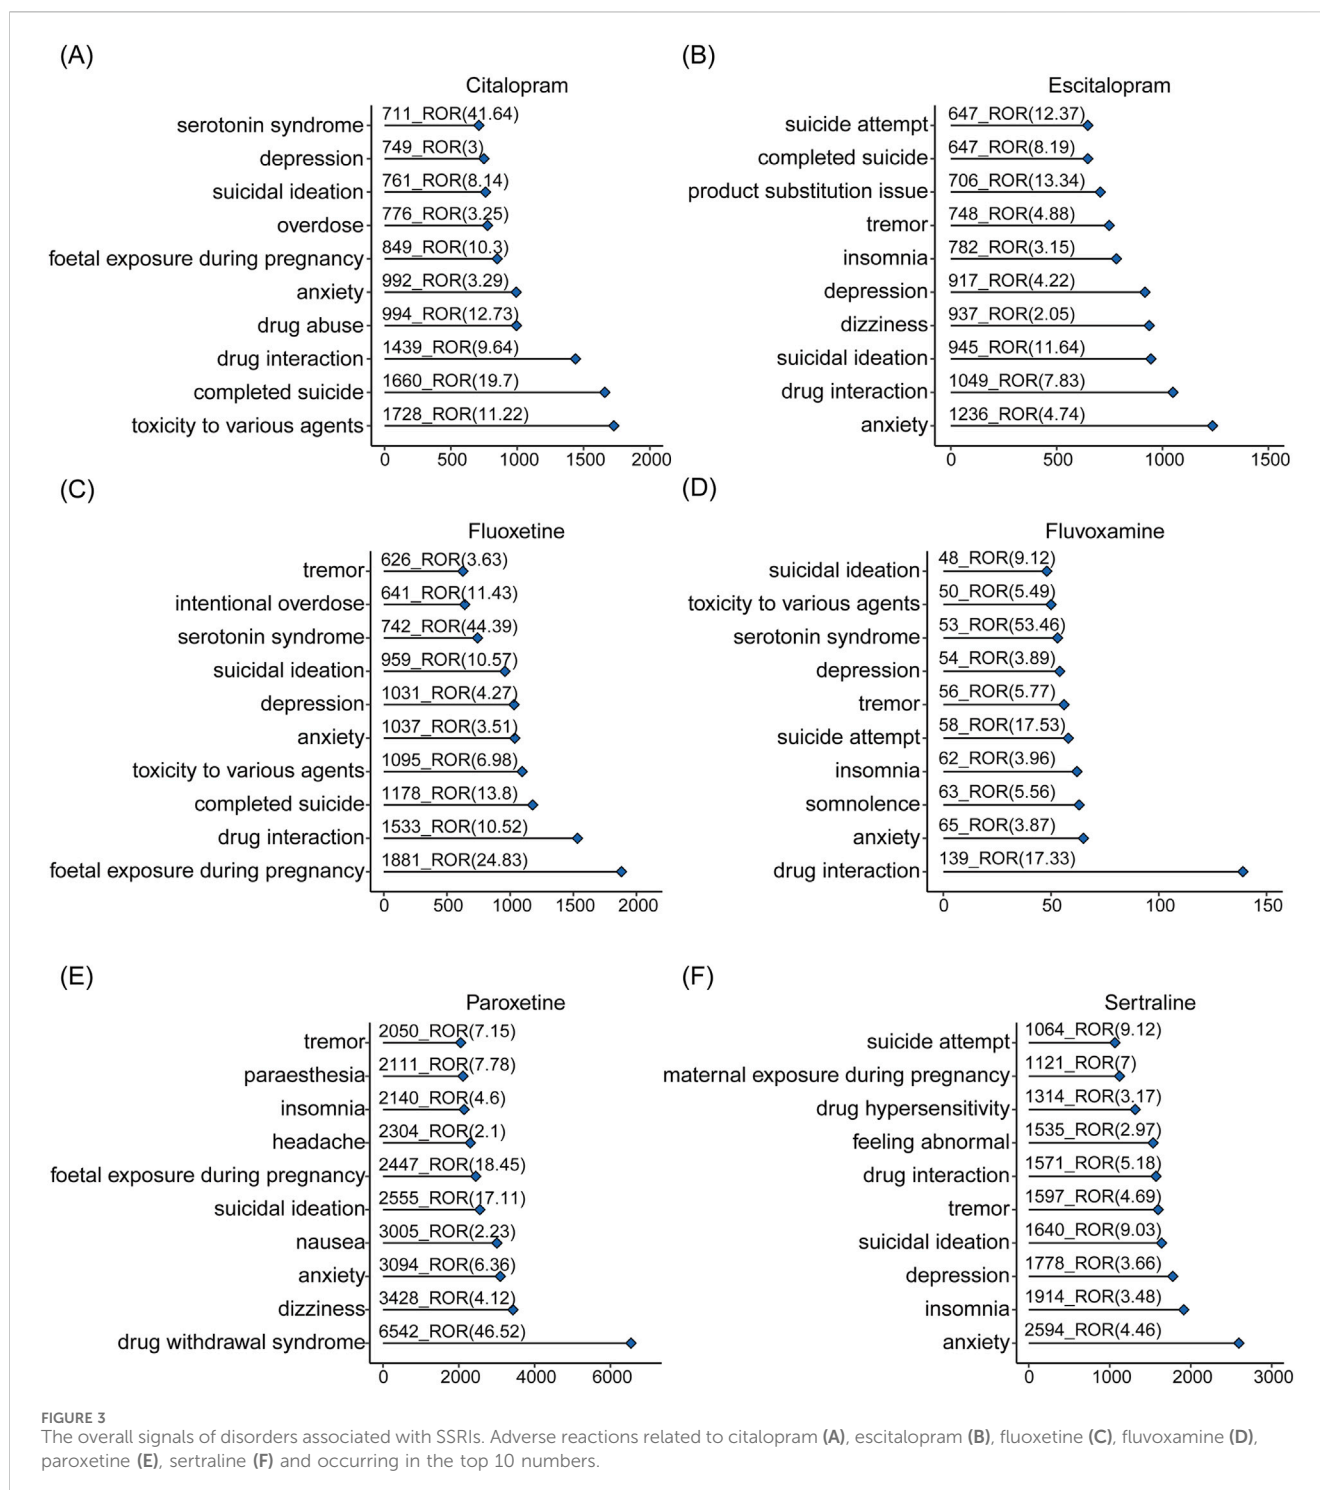 (A)
Citalopram
serotonin syndrome 711_ROR(41.64)
depression 749_ROR(3)
suicidal ideation 761_ROR(8.14)
overdose 776_ROR(3.25)
foetal exposure during pregnancy 849_ROR(10.3)
anxiety 992_ROR(3.29)
drug abuse 994_ROR(12.73)
drug interaction 1439_ROR(9.64)
completed suicide 1660_ROR(19.7)
toxicity to various agents 1728_ROR(11.22)
0 500 1000 1500 2000
(B)
Escitalopram
suicide attempt 647_ROR(12.37)
completed suicide 647_ROR(8.19)
product substitution issue 706_ROR(13.34)
tremor 748_ROR(4.88)
insomnia 782_ROR(3.15)
depression 917_ROR(4.22)
dizziness 937_ROR(2.05)
suicidal ideation 945_ROR(11.64)
drug interaction 1049_ROR(7.83)
anxiety 1236_ROR(4.74)
0 500 1000 1500
(C)
Fluoxetine
tremor 626_ROR(3.63)
intentional overdose 641_ROR(11.43)
serotonin syndrome 742_ROR(44.39)
suicidal ideation 959_ROR(10.57)
depression 1031_ROR(4.27)
anxiety 1037_ROR(3.51)
toxicity to various agents 1095_ROR(6.98)
completed suicide 1178_ROR(13.8)
drug interaction 1533_ROR(10.52)
foetal exposure during pregnancy 1881_ROR(24.83)
0 500 1000 1500 2000
(D)
Fluvoxamine
suicidal ideation 48_ROR(9.12)
toxicity to various agents 50_ROR(5.49)
serotonin syndrome 53_ROR(53.46)
depression 54_ROR(3.89)
tremor 56_ROR(5.77)
suicide attempt 58_ROR(17.53)
insomnia 62_ROR(3.96)
somnolence 63_ROR(5.56)
anxiety 65_ROR(3.87)
drug interaction 139_ROR(17.33)
0 50 100 150
(E)
Paroxetine
tremor 2050_ROR(7.15)
paraesthesia 2111_ROR(7.78)
insomnia 2140_ROR(4.6)
headache 2304_ROR(2.1)
foetal exposure during pregnancy 2447_ROR(18.45)
suicidal ideation 2555_ROR(17.11)
nausea 3005_ROR(2.23)
anxiety 3094_ROR(6.36)
dizziness 3428_ROR(4.12)
drug withdrawal syndrome 6542_ROR(46.52)
0 2000 4000 6000
(F)
Sertraline
suicide attempt 1064_ROR(9.12)
maternal exposure during pregnancy 1121_ROR(7)
drug hypersensitivity 1314_ROR(3.17)
feeling abnormal 1535_ROR(2.97)
drug interaction 1571_ROR(5.18)
tremor 1597_ROR(4.69)
suicidal ideation 1640_ROR(9.03)
depression 1778_ROR(3.66)
insomnia 1914_ROR(3.48)
anxiety 2594_ROR(4.46)
0 1000 2000 3000
FIGURE 3
The overall signals of disorders associated with SSRIs. Adverse reactions related to citalopram (A), escitalopram (B), fluoxetine (C), fluvoxamine (D),
paroxetine (E), sertraline (F) and occurring in the top 10 numbers.